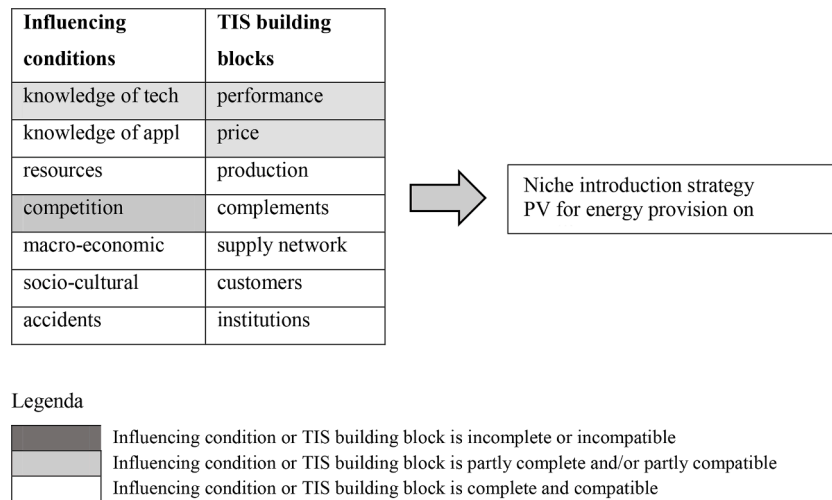 Influencing conditions TIS building blocks
knowledge of tech performance
knowledge of appl price
resources production
competition complements
macro-economic supply network
socio-cultural customers
accidents institutions
Niche introduction strategy
PV for energy provision on
Legenda
Influencing condition or TIS building block is incomplete or incompatible
Influencing condition or TIS building block is partly complete and/or partly compatible
Influencing condition or TIS building block is complete and compatible